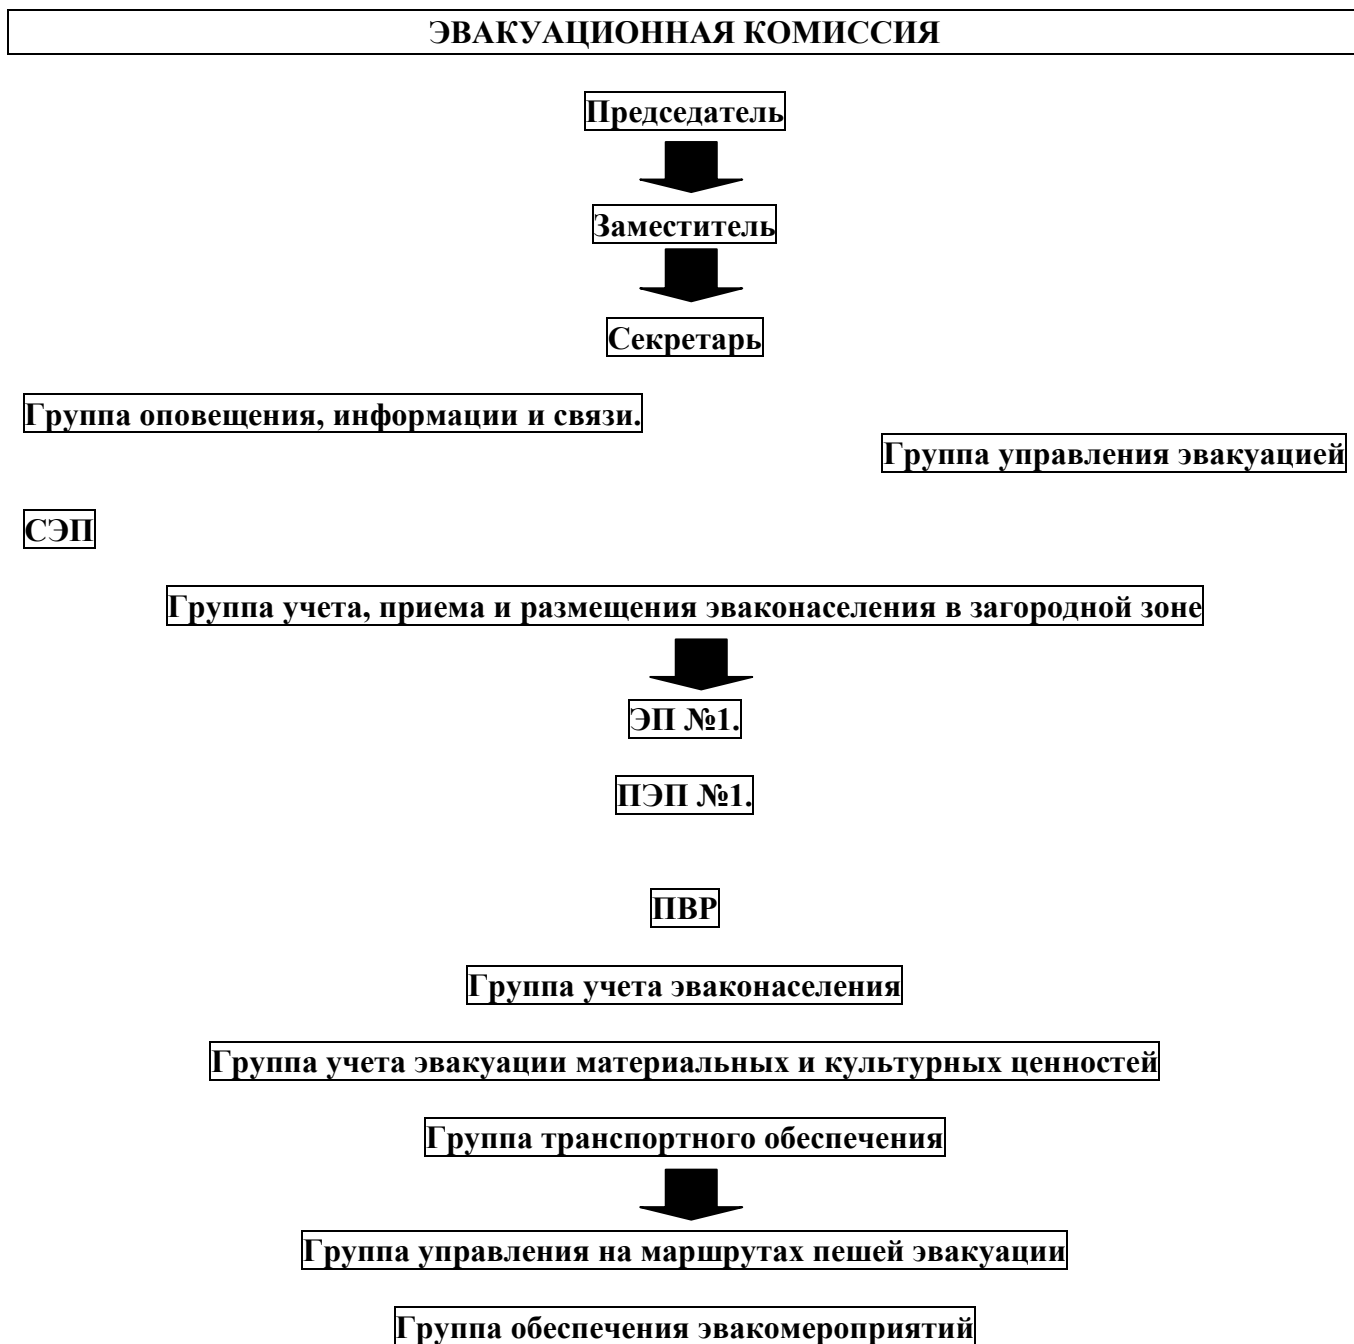 ЭВАКУАЦИОННАЯ КОМИССИЯ
Председатель
Заместитель
Секретарь
Группа оповещения, информации и связи.
Группа управления эвакуацией
СЭП
Группа учета, приема и размещения эваконаселения в загородной зоне
ЭП №1.
ПЭП №1.
ПВР
Группа учета эваконаселения
Группа учета эвакуации материальных и культурных ценностей
Группа транспортного обеспечения
Группа управления на маршрутах пешей эвакуации
Группа обеспечения эвакомероприятий